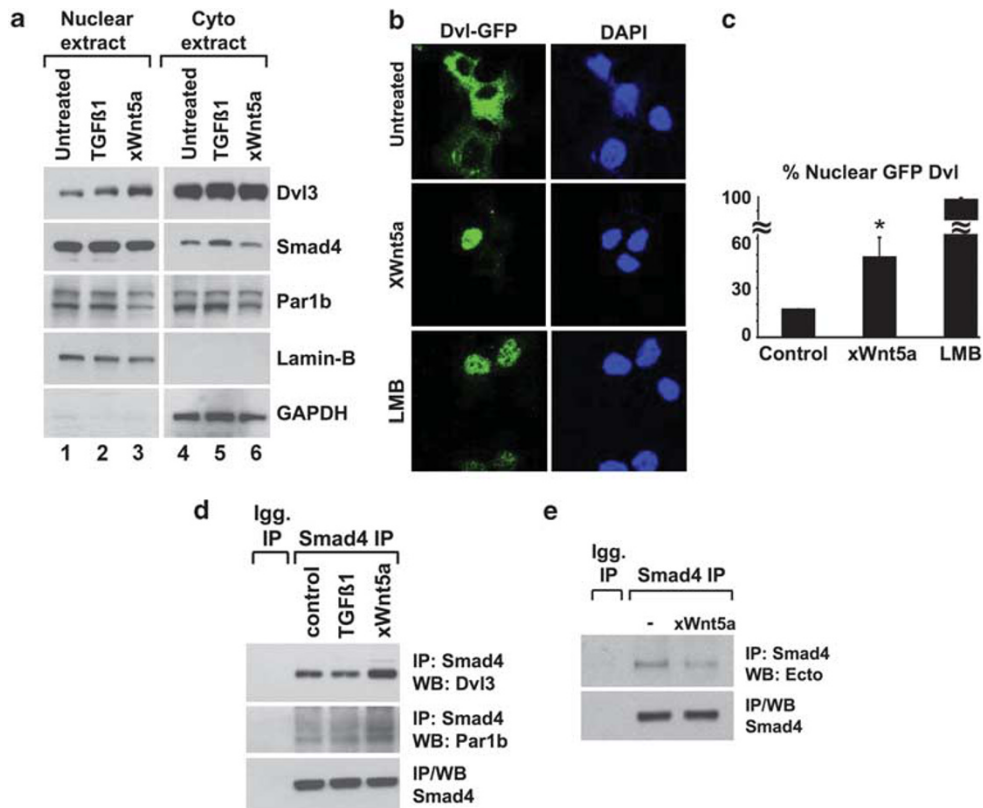 a
Nuclear extract
Cyto extract
Untreated
TGFß1
xWnt5a
Untreated
TGFß1
xWnt5a
Dvl3
Smad4
Par1b
Lamin-B
GAPDH
1 2 3 4 5 6
b
Dvl-GFP DAPI
Untreated
xWnt5a
LMB
c
% Nuclear GFP Dvl
100
≈ ≈
60
*
30
0
Control xWnt5a LMB
d
Igg. IP
Smad4 IP
control
TGFß1
xWnt5a
IP: Smad4
WB: Dvl3
IP: Smad4
WB: Par1b
IP/WB
Smad4
e
Igg. IP
Smad4 IP
- xWnt5a
IP: Smad4
WB: Ecto
IP/WB
Smad4